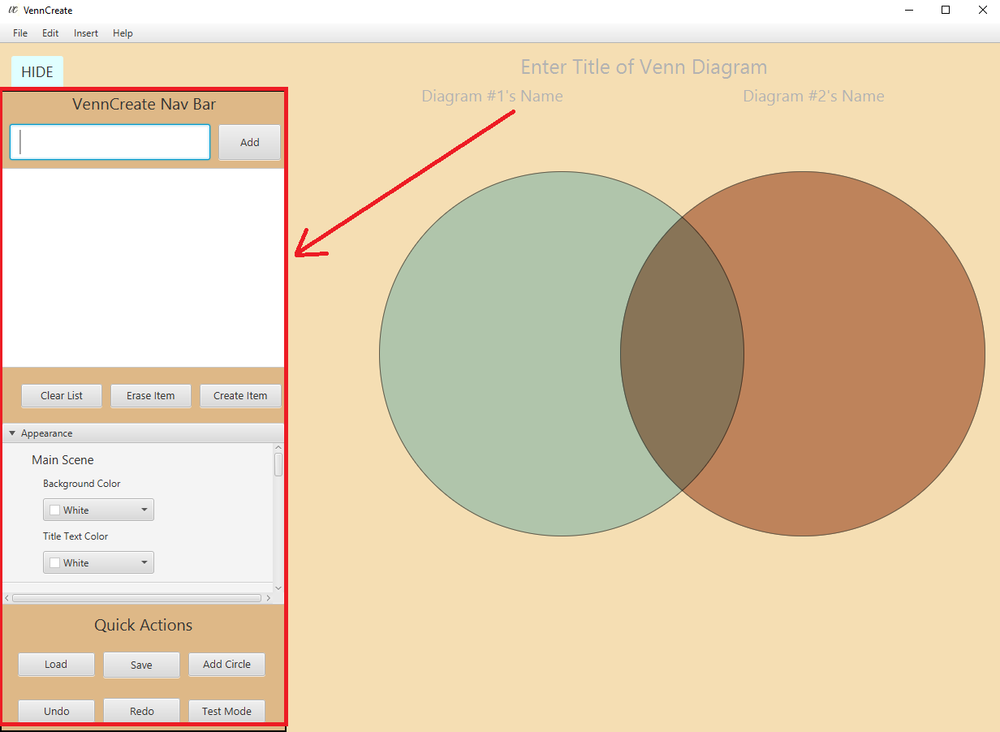 VC VennCreate
File Edit Insert Help
HIDE
Enter Title of Venn Diagram
Diagram #1's Name Diagram #2's Name
VennCreate Nav Bar
Add
Clear List Erase Item Create Item
Appearance
Main Scene
Background Color
White
Title Text Color
White
Quick Actions
Load Save Add Circle
Undo Redo Test Mode